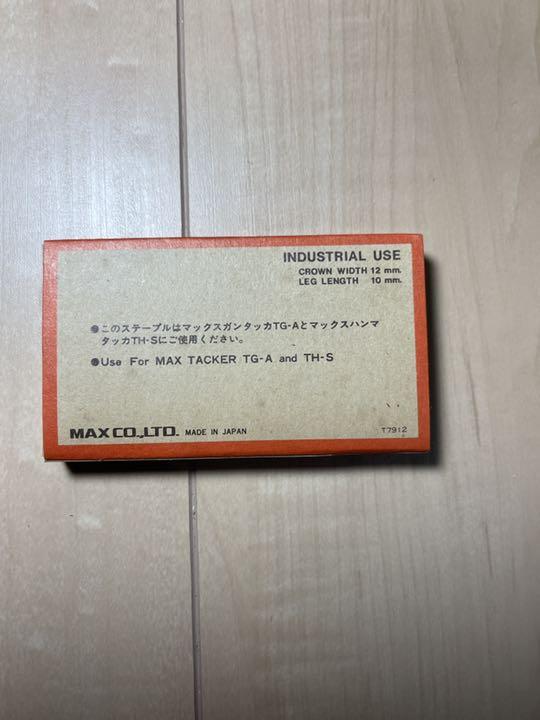 INDUSTRIAL USE
CROWN WIDTH 12 mm.
LEG LENGTH 10 mm.
●このステープルはマックスガンタッカTG-Aとマックスハンマ
タッカTH-Sにご使用ください。
●Use For MAX TACKER TG-A and TH-S
MAX CO.,LTD. MADE IN JAPAN
T7912